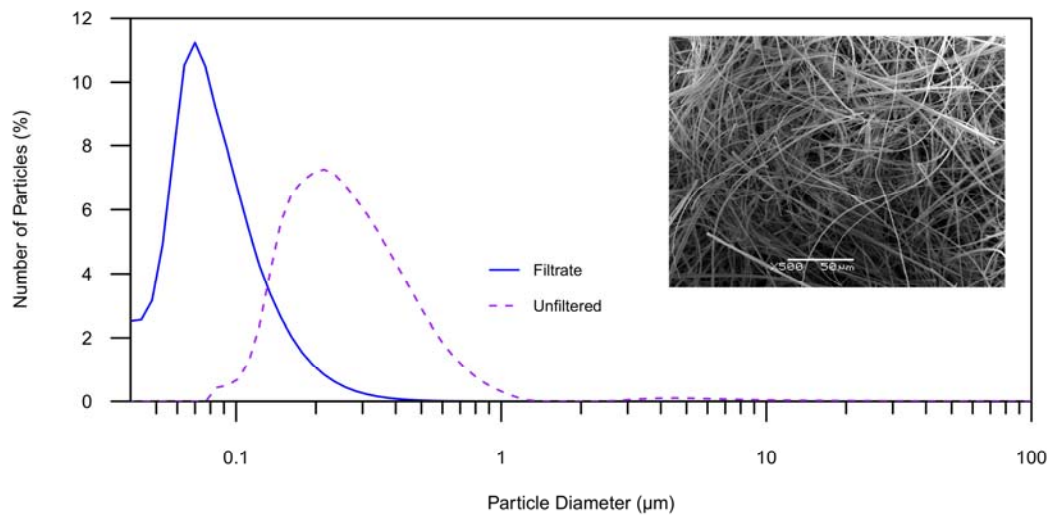 12
10
8
6
4
2
0
Number of Particles (%)
Filtrate
Unfiltered
X500 50µm
0.1 1 10 100
Particle Diameter (µm)